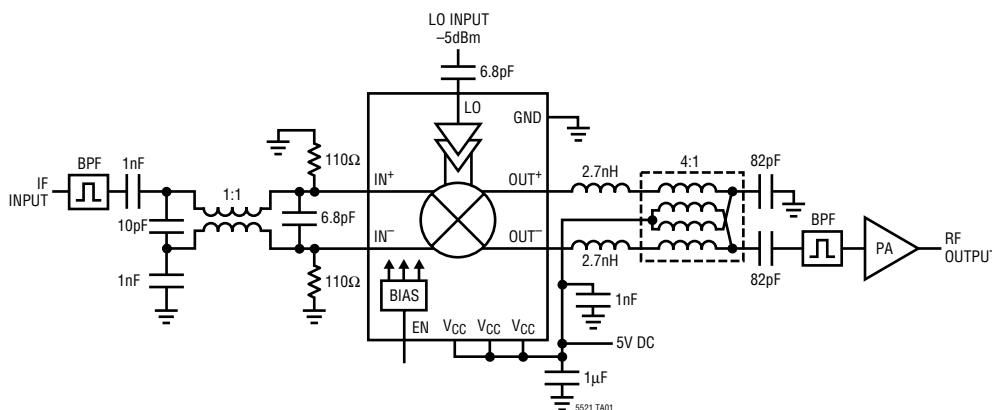 LO INPUT
–5dBm
6.8pF
LO
GND
110Ω
BPF
1nF
IF
INPUT
1:1
10pF
6.8pF
1nF
IN+
IN–
110Ω
BIAS
EN
VCC
VCC
VCC
OUT+
OUT–
2.7nH
2.7nH
4:1
82pF
82pF
BPF
PA
RF
OUTPUT
1nF
5V DC
1µF
5521 TA01